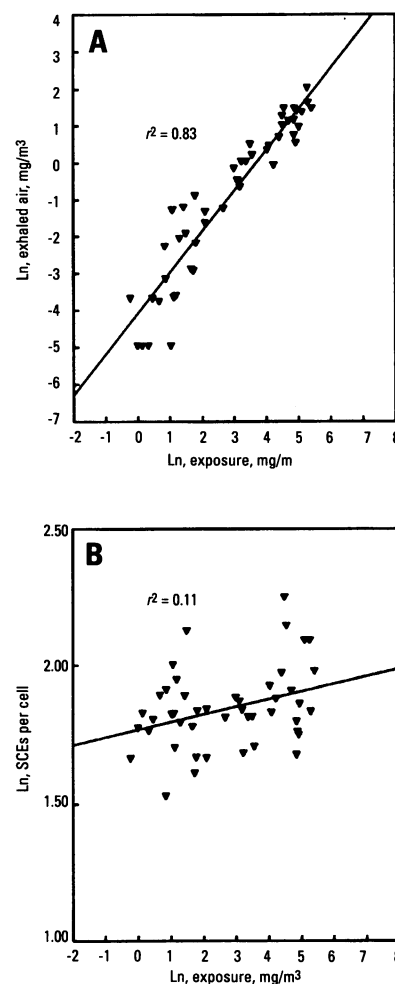 A
r² = 0.83
Ln, exhaled air, mg/m³
4
3
2
1
0
-1
-2
-3
-4
-5
-6
-7
-2 -1 0 1 2 3 4 5 6 7 8
Ln, exposure, mg/m
B
r² = 0.11
Ln, SCEs per cell
2.50
2.00
1.50
1.00
-2 -1 0 1 2 3 4 5 6 7 8
Ln, exposure, mg/m³